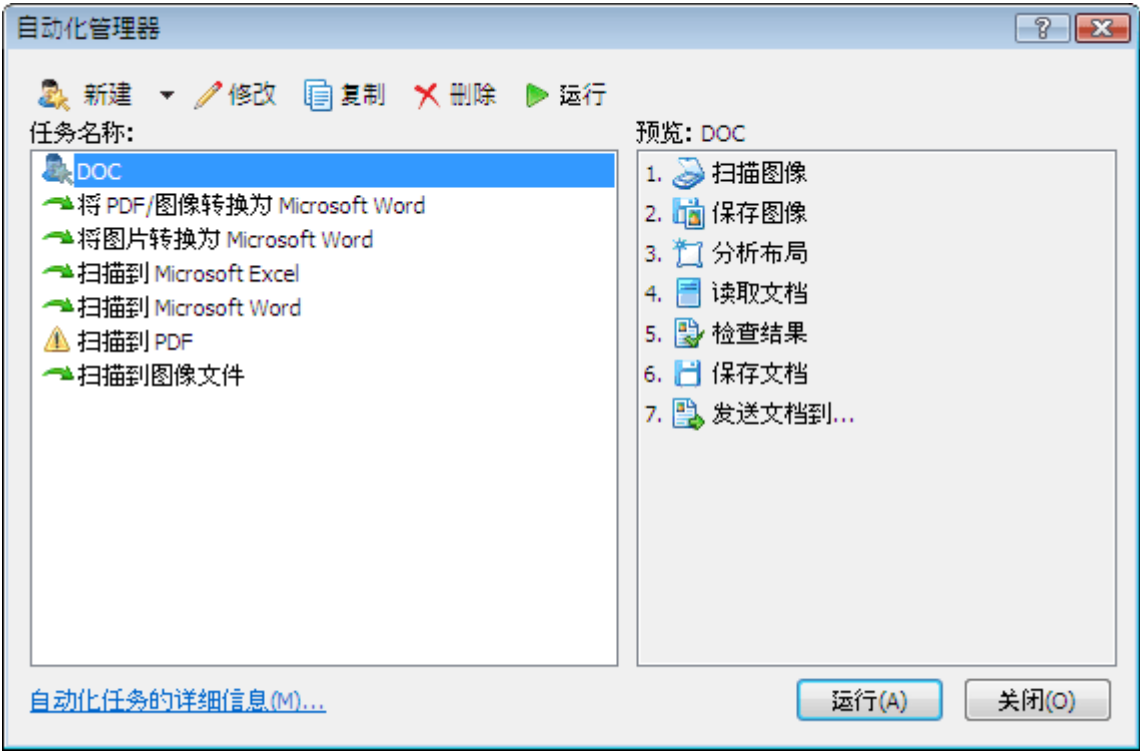 自动化管理器
新建 修改 复制 删除 运行
任务名称:
DOC
将 PDF/图像转换为 Microsoft Word
将图片转换为 Microsoft Word
扫描到 Microsoft Excel
扫描到 Microsoft Word
扫描到 PDF
扫描到图像文件
预览: DOC
1. 扫描图像
2. 保存图像
3. 分析布局
4. 读取文档
5. 检查结果
6. 保存文档
7. 发送文档到...
自动化任务的详细信息(M)...
运行(A) 关闭(O)